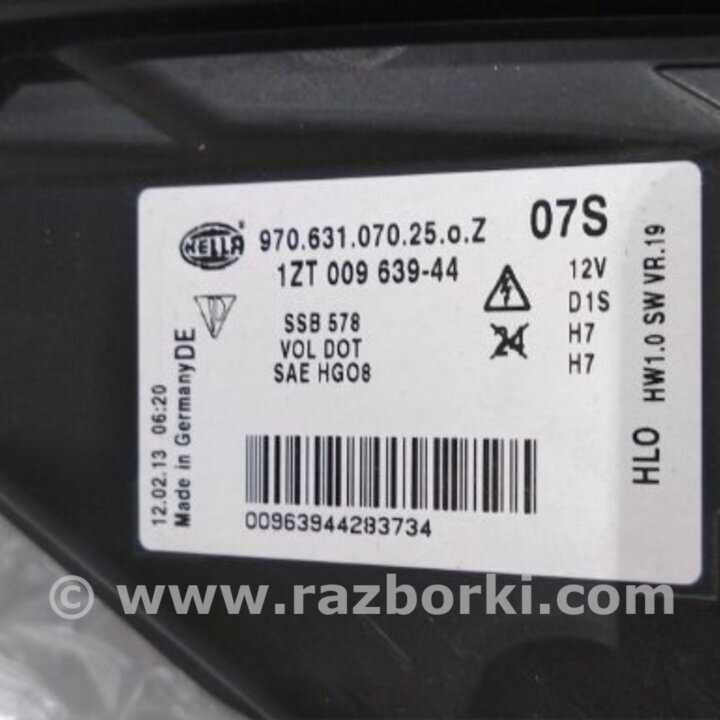 HELLA
970.631.070.25.o.Z
07S
1ZT 009 639-44
12V
SSB 578
D1S
VOL DOT
24
H7
SAE HG08
H7
12.02.13 06:20
Made in Germany DE
00963944283734
HLO HW1.0 SW VR.19
© www.razborki.com